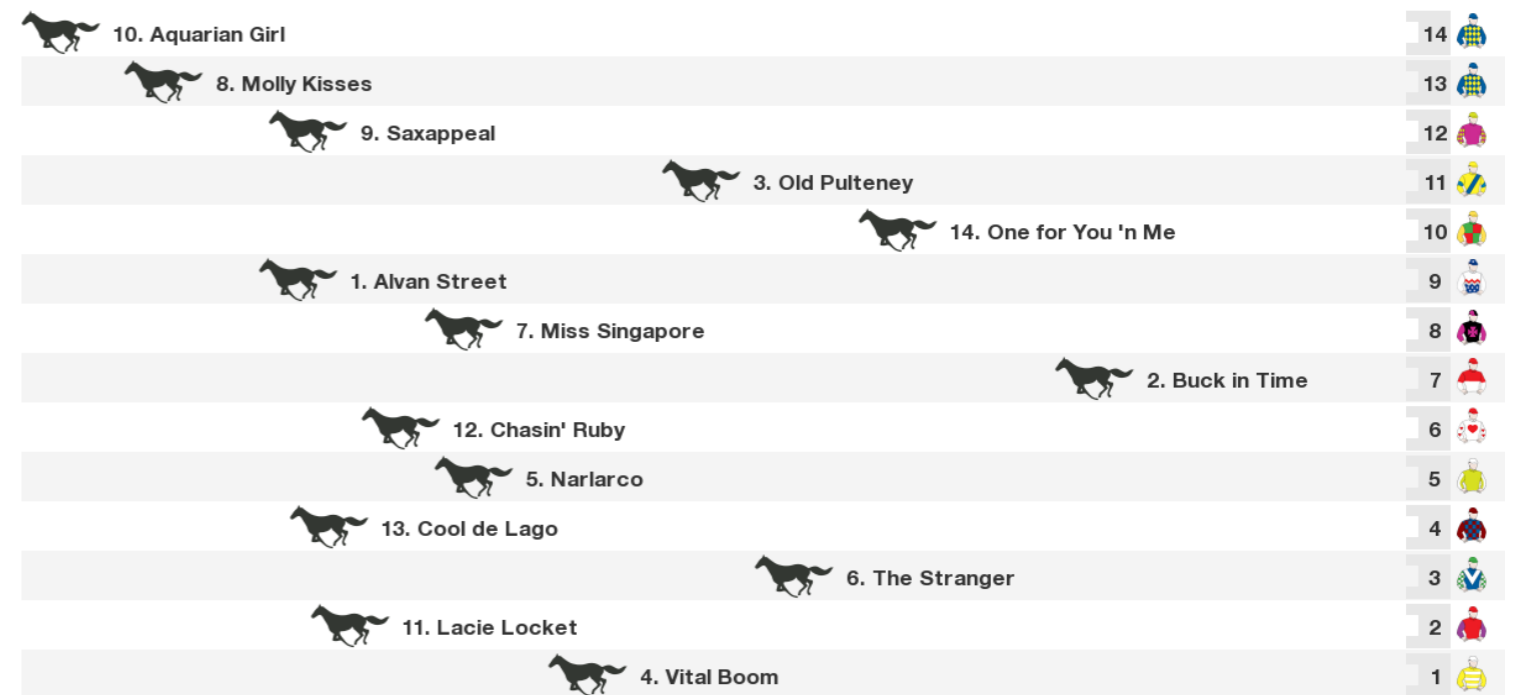 10. Aquarian Girl 14
8. Molly Kisses 13
9. Saxappeal 12
3. Old Pulteney 11
14. One for You 'n Me 10
1. Alvan Street 9
7. Miss Singapore 8
2. Buck in Time 7
12. Chasin' Ruby 6
5. Narlarco 5
13. Cool de Lago 4
6. The Stranger 3
11. Lacie Locket 2
4. Vital Boom 1